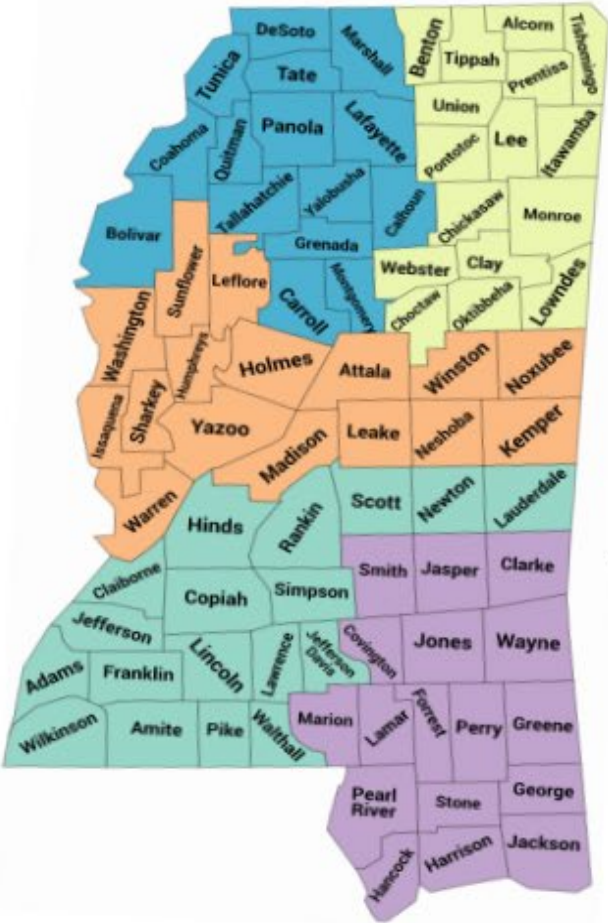 DeSoto
Marshall
Benton
Alcorn
Tishomingo
Tippah
Prentiss
Tunica
Tate
Union
Panola
Lafayette
Pontotoc
Lee
Itawamba
Coahoma
Quitman
Tallahatchie
Yalobusha
Calhoun
Chickasaw
Monroe
Bolivar
Sunflower
Grenada
Leflore
Webster
Clay
Carroll
Montgomery
Choctaw
Oktibbeha
Lowndes
Washington
Humphreys
Holmes
Attala
Winston
Noxubee
Issaquena
Sharkey
Yazoo
Madison
Leake
Neshoba
Kemper
Warren
Hinds
Rankin
Scott
Newton
Lauderdale
Claiborne
Copiah
Simpson
Smith
Jasper
Clarke
Jefferson
Adams
Franklin
Lincoln
Lawrence
Jefferson
Davis
Covington
Jones
Wayne
Wilkinson
Amite
Pike
Walthall
Marion
Lamar
Forrest
Perry
Greene
Pearl
River
Stone
George
Hancock
Harrison
Jackson